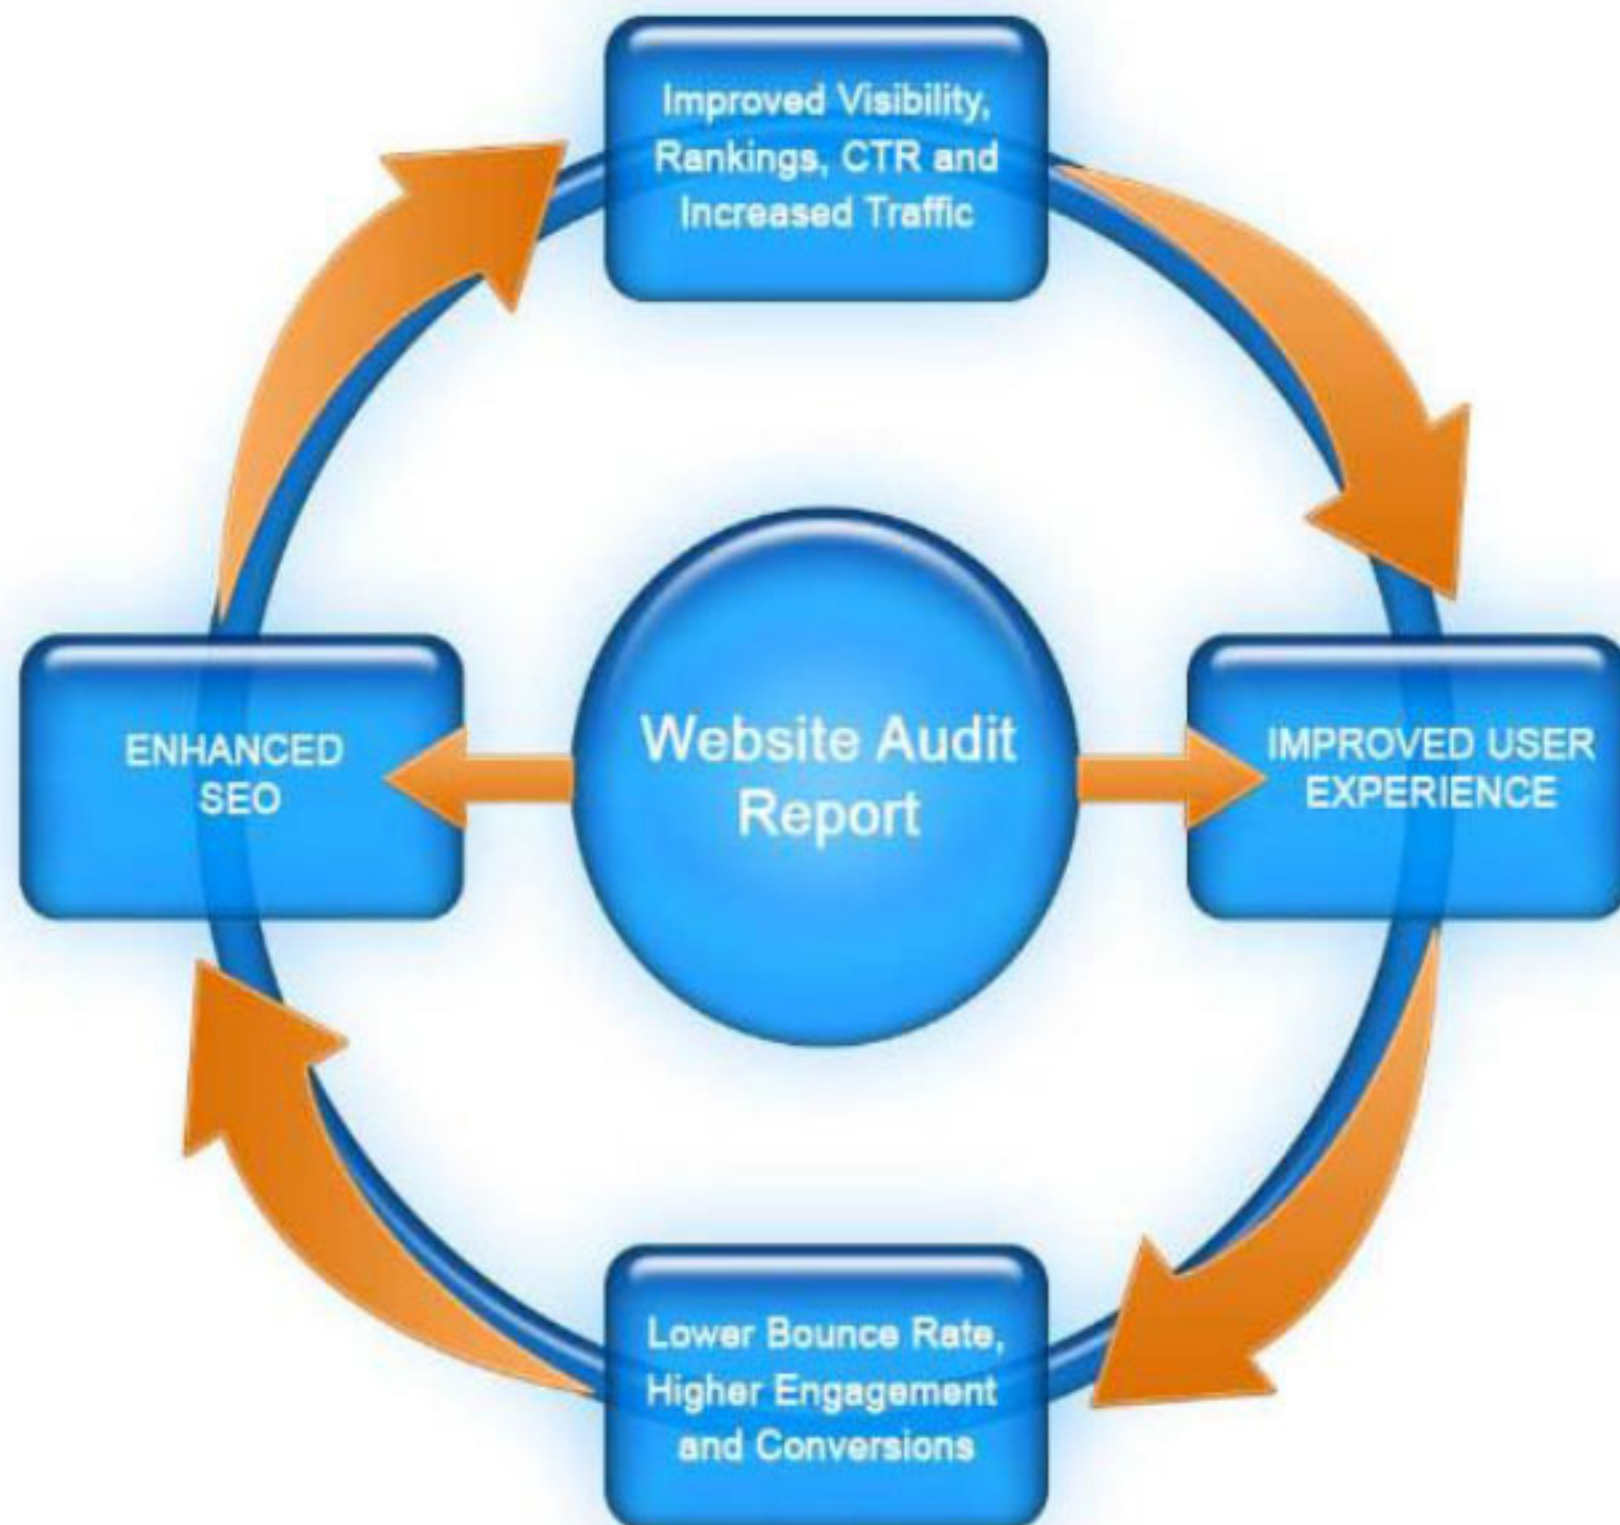 Improved Visibility,
Rankings, CTR and
Increased Traffic
ENHANCED
SEO
Website Audit
Report
IMPROVED USER
EXPERIENCE
Lower Bounce Rate,
Higher Engagement
and Conversions